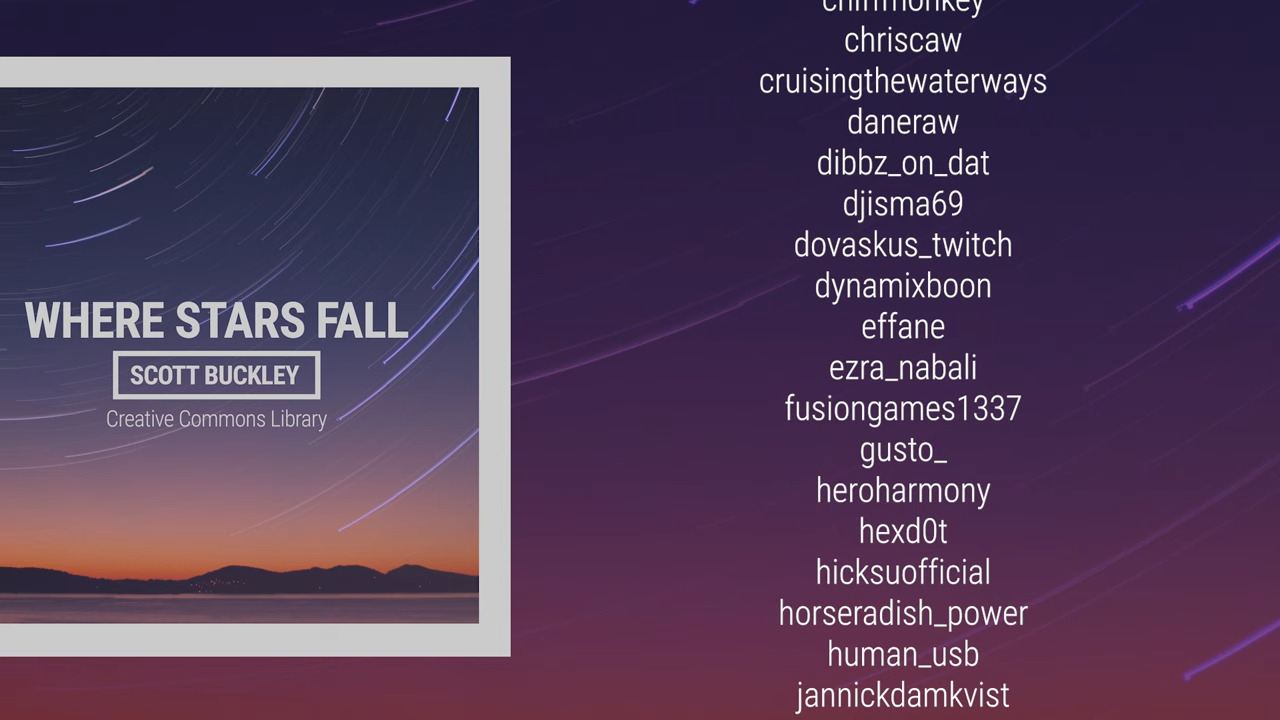 WHERE STARS FALL
SCOTT BUCKLEY
Creative Commons Library
chriscaw
cruisingthewaterways
daneraw
dibbz_on_dat
djisma69
dovaskus_twitch
dynamixboon
effane
ezra_nabali
fusiongames1337
gusto_
heroharmony
hexd0t
hicksuofficial
horseradish_power
human_usb
jannickdamkvist